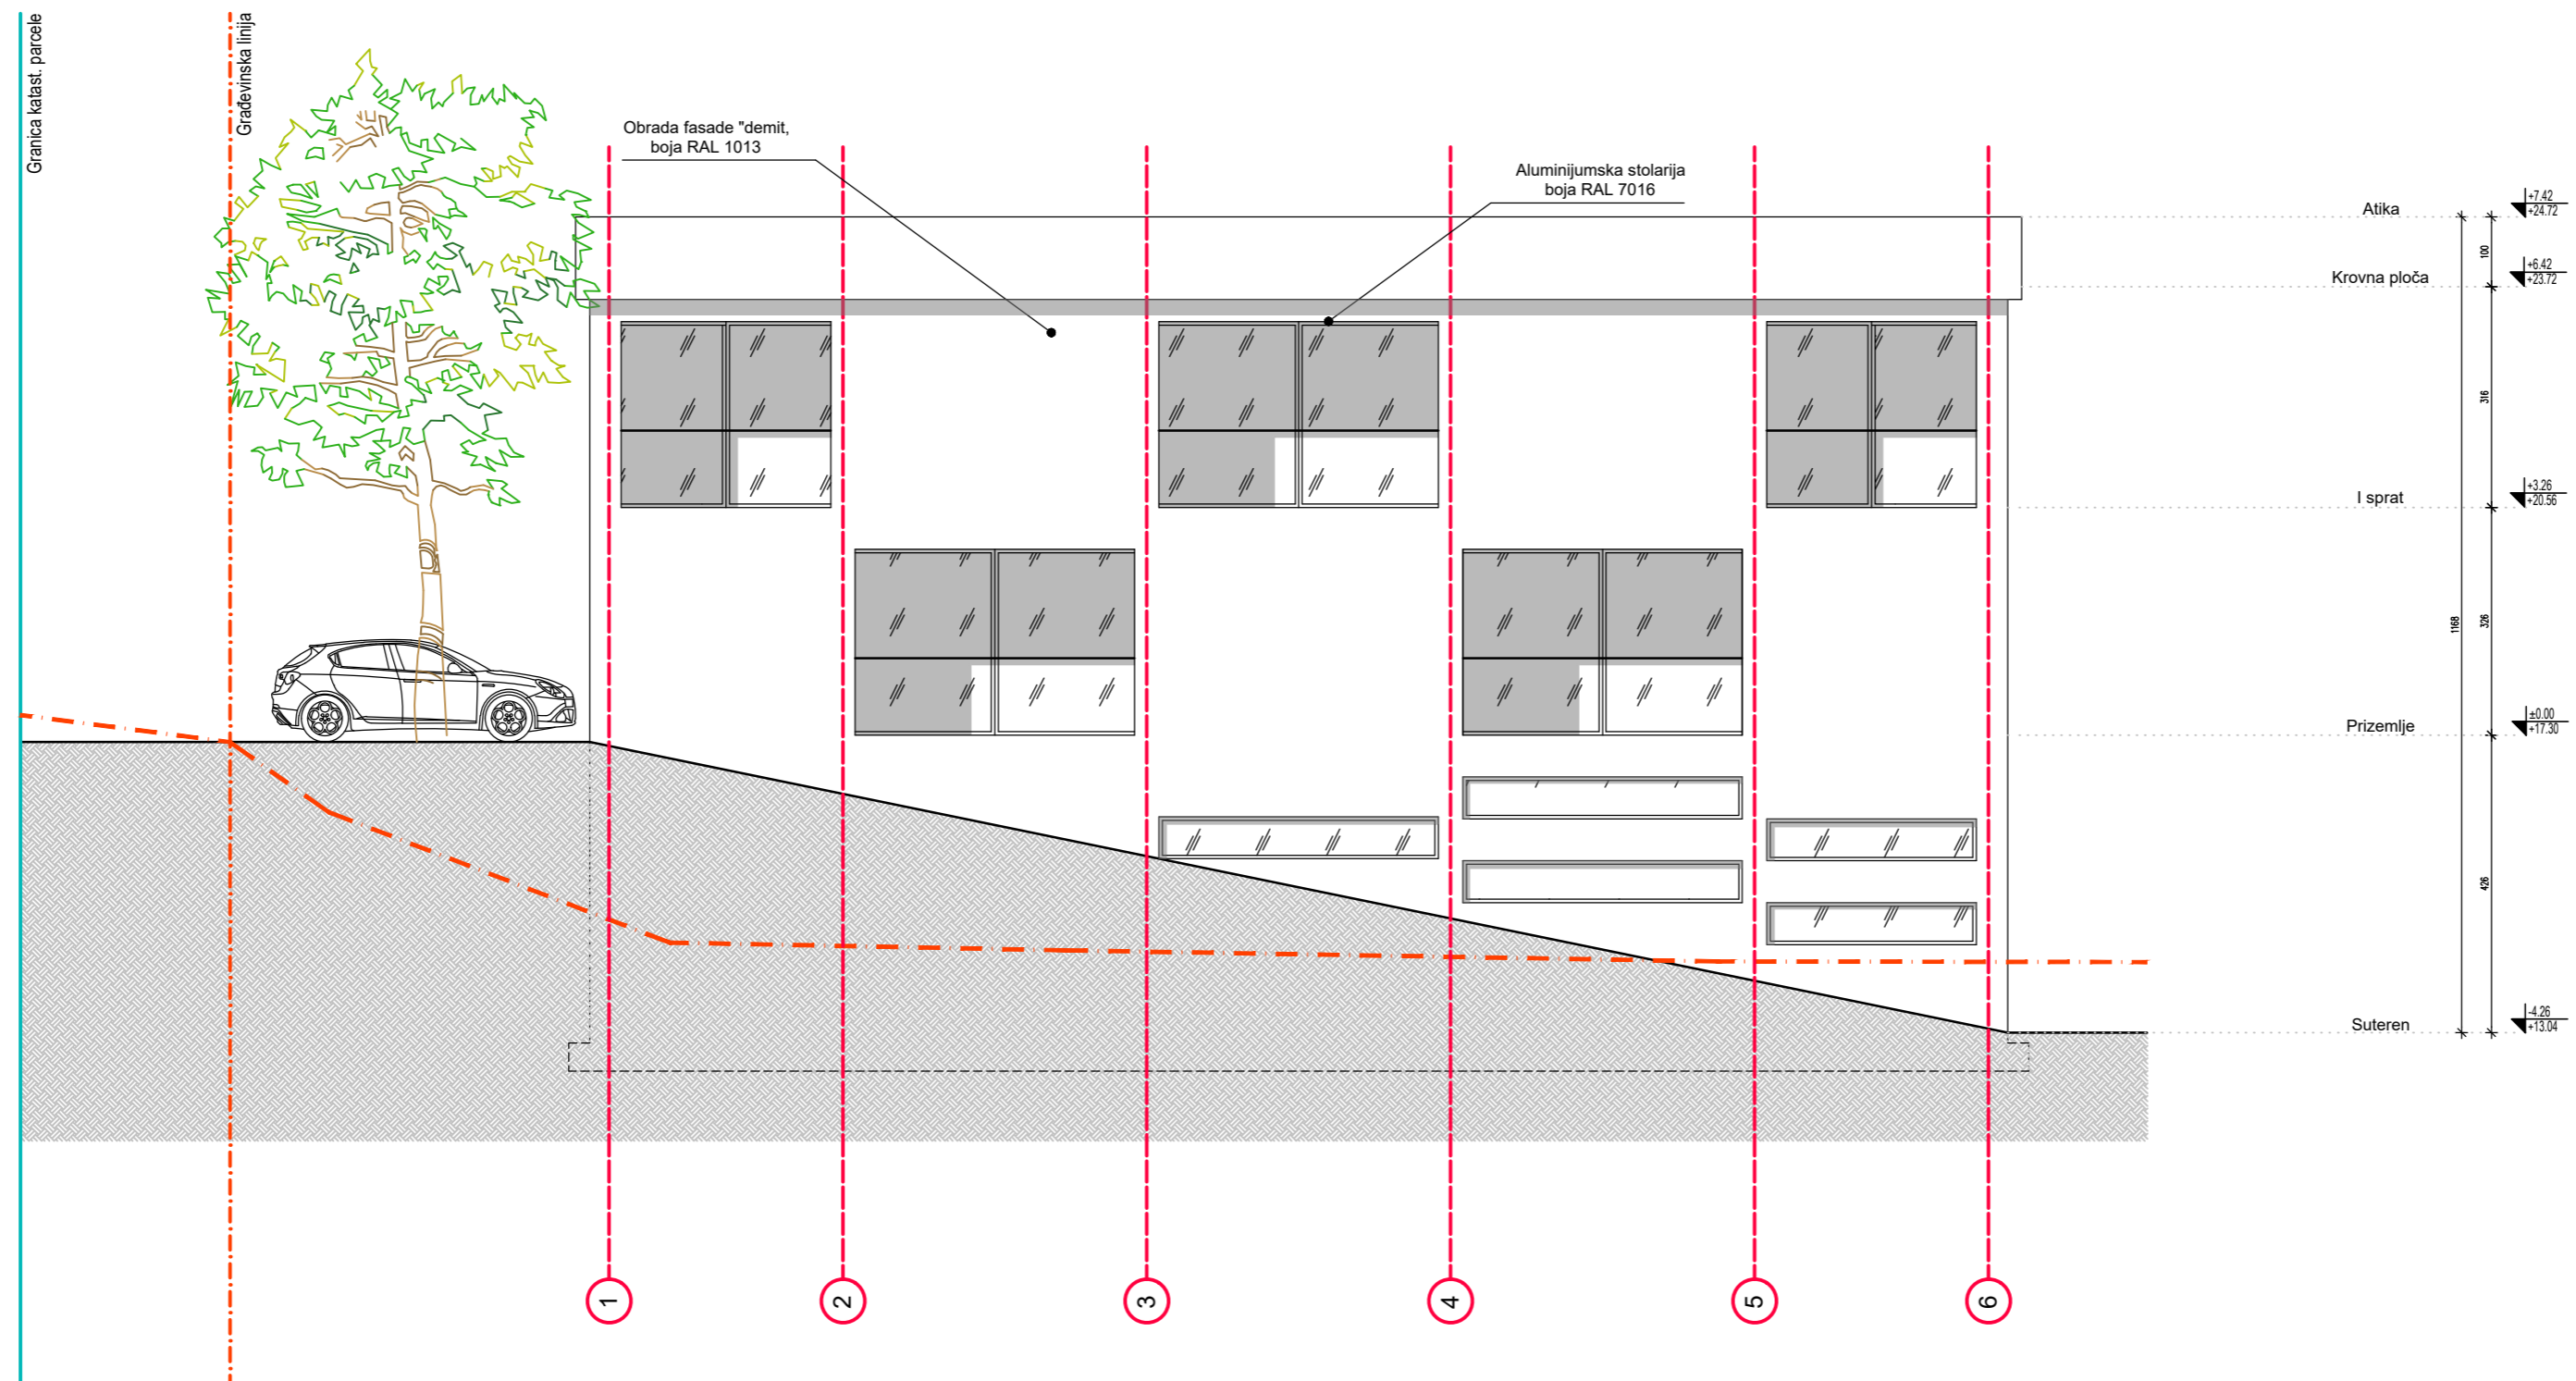 Granica katast. parcele
Građevinska linija
Obrada fasade "demit,
boja RAL 1013
Aluminijumska stolarija
boja RAL 7016
Atika
+7.42
+24.72
100
Krovna ploča
+6.42
+23.72
316
I sprat
+3.26
+20.56
1168
326
Prizemlje
±0.00
+17.30
426
Suteren
-4.26
+13.04
1
2
3
4
5
6